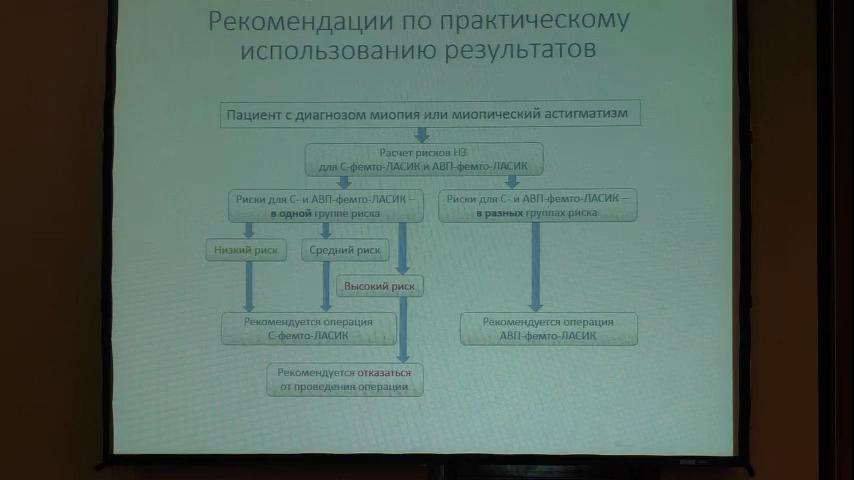 Рекомендации по практическому
использованию результатов
Пациент с диагнозом миопия или миопический астигматизм
Расчет рисков НЗ
для С-фемто-ЛАСИК и АВП-фемто-ЛАСИК
Риски для С- и АВП-фемто-ЛАСИК –
в одной группе риска
Риски для С- и АВП-фемто-ЛАСИК –
в разных группах риска
Низкий риск
Средний риск
Высокий риск
Рекомендуется операция
С-фемто-ЛАСИК
Рекомендуется операция
АВП-фемто-ЛАСИК
Рекомендуется отказаться
от проведения операции